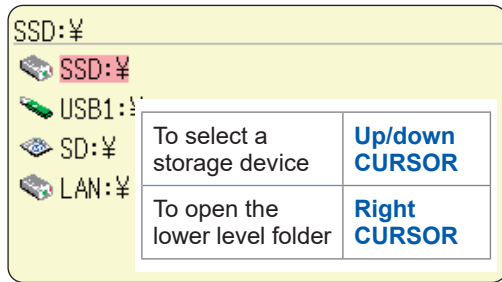 SSD:¥
SSD:¥
USB1:¥
SD:¥
LAN:¥
To select a
storage device
Up/down
CURSOR
To open the
lower level folder
Right
CURSOR